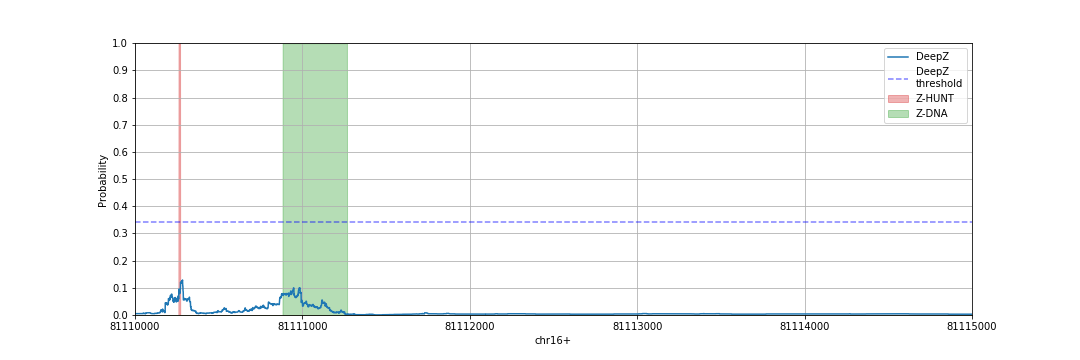 1.0
0.9
0.8
0.7
0.6
0.5
0.4
0.3
0.2
0.1
0.0
Probability
81110000
81111000
81112000
81113000
81114000
81115000
chr16+
DeepZ
DeepZ
threshold
Z-HUNT
Z-DNA